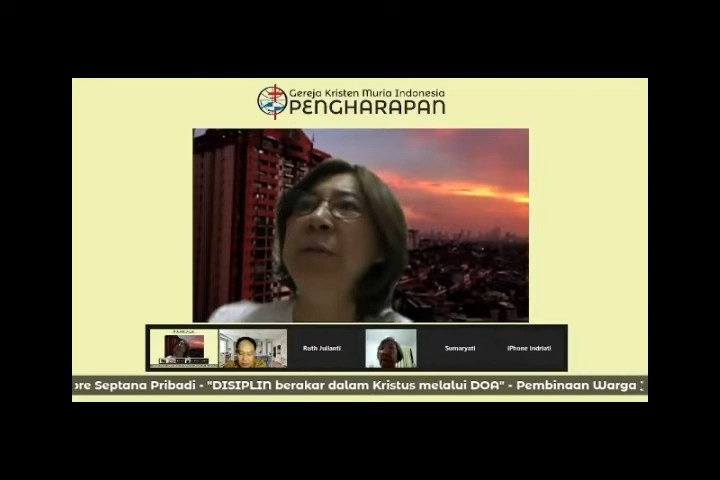 Gereja Kristen Muria Indonesia
PENGHARAPAN
Ruth Julianti
Sumaryati
iPhone Indriati
ore Septana Pribadi - "DISIPLIN berakar dalam Kristus melalui DOA" - Pembinaan Warga